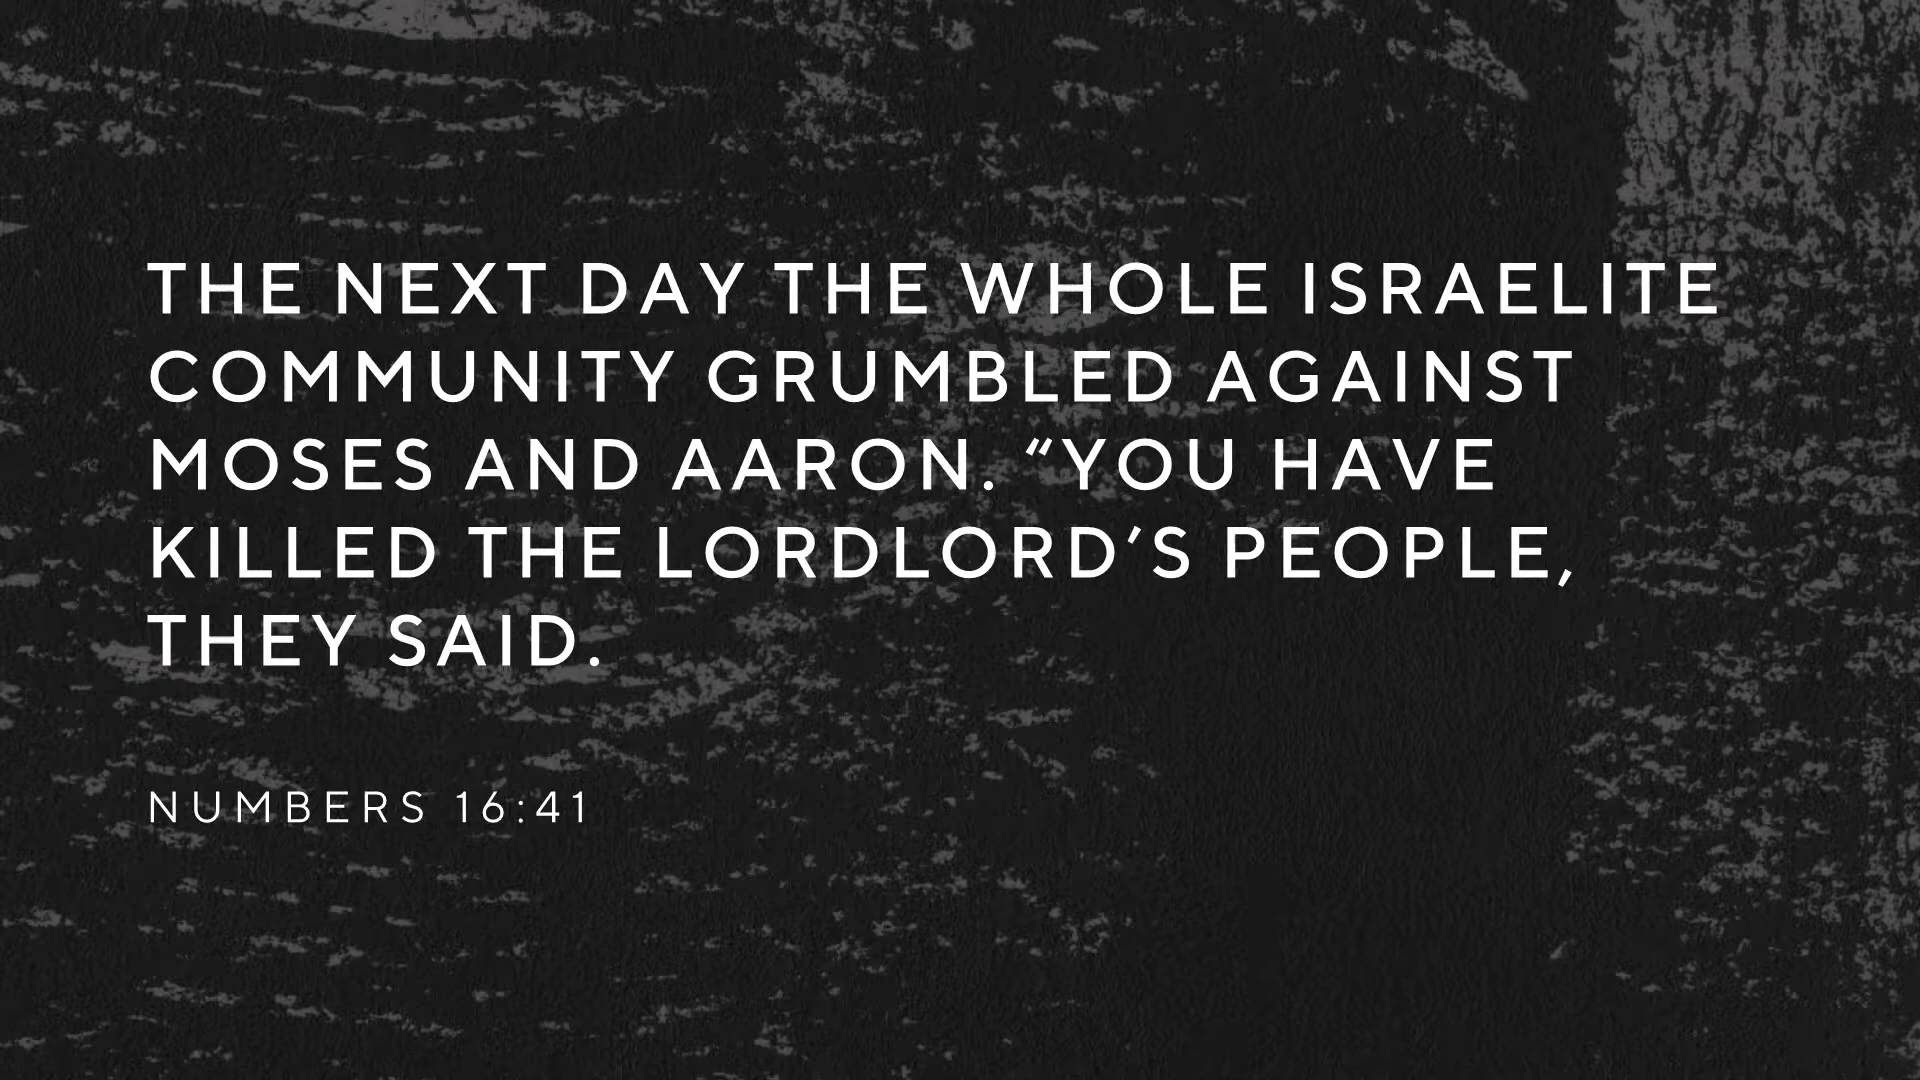 THE NEXT DAY THE WHOLE ISRAELITE
COMMUNITY GRUMBLED AGAINST
MOSES AND AARON. “YOU HAVE
KILLED THE LORDLORD’S PEOPLE,
THEY SAID.
NUMBERS 16:41